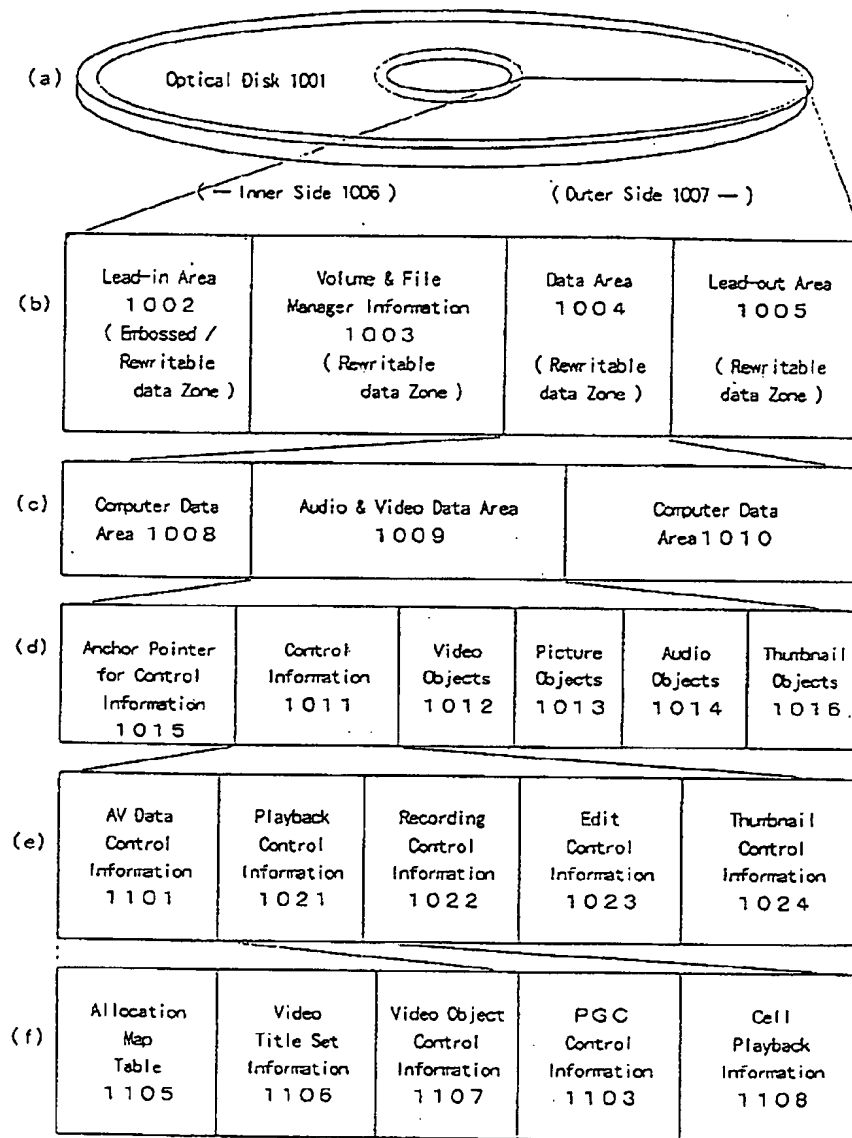 (a)
Optical Disk 1001
(— Inner Side 1006 )
( Outer Side 1007 — )
(b)
Lead-in Area
1002
( Embossed /
Rewritable
data Zone )
Volume & File
Manager Information
1003
( Rewritable
data Zone )
Data Area
1004
( Rewritable
data Zone )
Lead-out Area
1005
( Rewritable
data Zone )
(c)
Computer Data
Area 1008
Audio & Video Data Area
1009
Computer Data
Area 1010
(d)
Anchor Pointer
for Control
Information
1015
Control
Information
1011
Video
Objects
1012
Picture
Objects
1013
Audio
Objects
1014
Thumbnail
Objects
1016
(e)
AV Data
Control
Information
1101
Playback
Control
Information
1021
Recording
Control
Information
1022
Edit
Control
Information
1023
Thumbnail
Control
Information
1024
(f)
Allocation
Map
Table
1105
Video
Title Set
Information
1106
Video Object
Control
Information
1107
PGC
Control
Information
1103
Cell
Playback
Information
1108